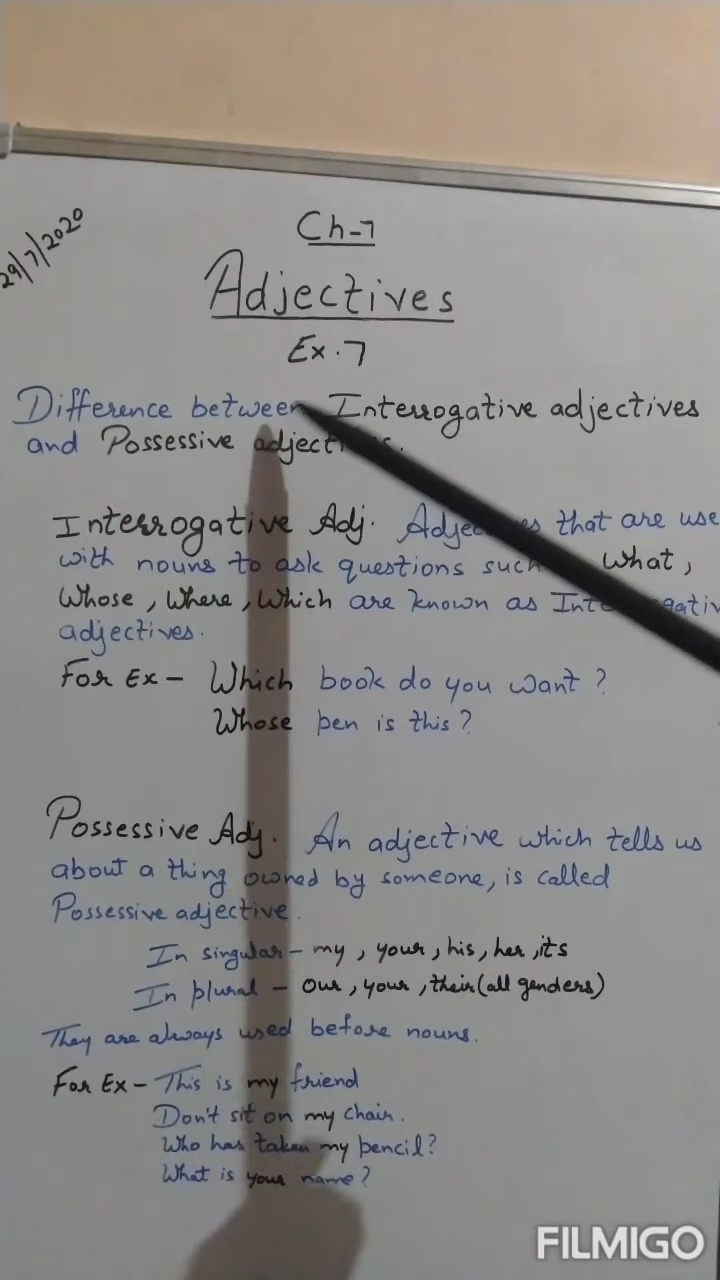 29/7/2020
Ch-7
Adjectives
Ex.7
Difference between Interrogative adjectives
and Possessive adjectives.
Interrogative Adj. Adjectives that are use
with nouns to ask questions such What,
Whose, Where, Which are known as Interrogativ
adjectives.
For Ex- Which book do you want?
Whose pen is this?
Possessive Adj. An adjective which tells us
about a thing owned by someone, is called
Possessive adjective.
In singular - my, your, his, her, its
In plural - our, your, their (all genders)
They are always used before nouns.
For Ex- This is my friend
Don't sit on my chair.
Who has taken my pencil?
What is your name?
FILMIGO